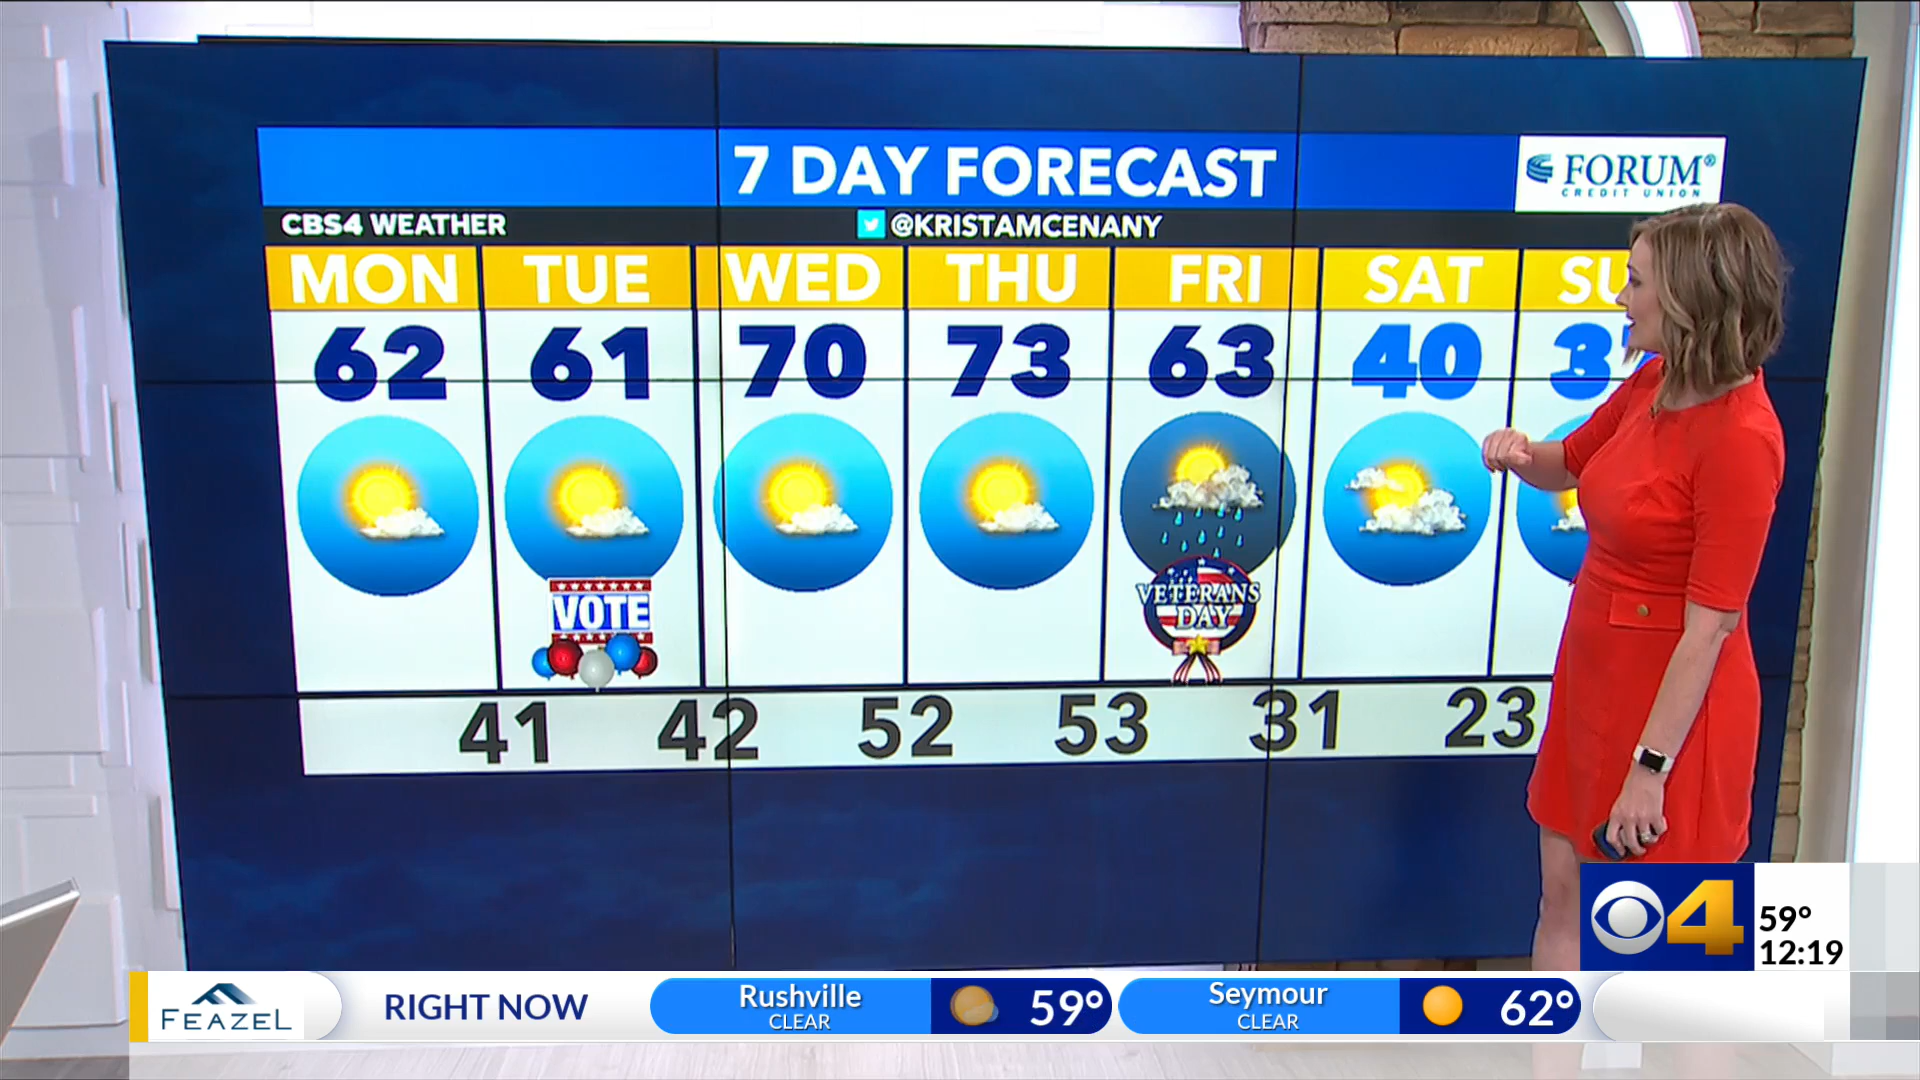 7 DAY FORECAST
FORUM®
CREDIT UNION
CBS4 WEATHER
@KRISTAMCENANY
MON TUE WED THU FRI SAT
62 61 70 73 63 40
VOTE
VETERANS
DAY
41 42 52 53 31 23
4
59°
12:19
FEAZEL
RIGHT NOW
Rushville
CLEAR
59°
Seymour
CLEAR
62°